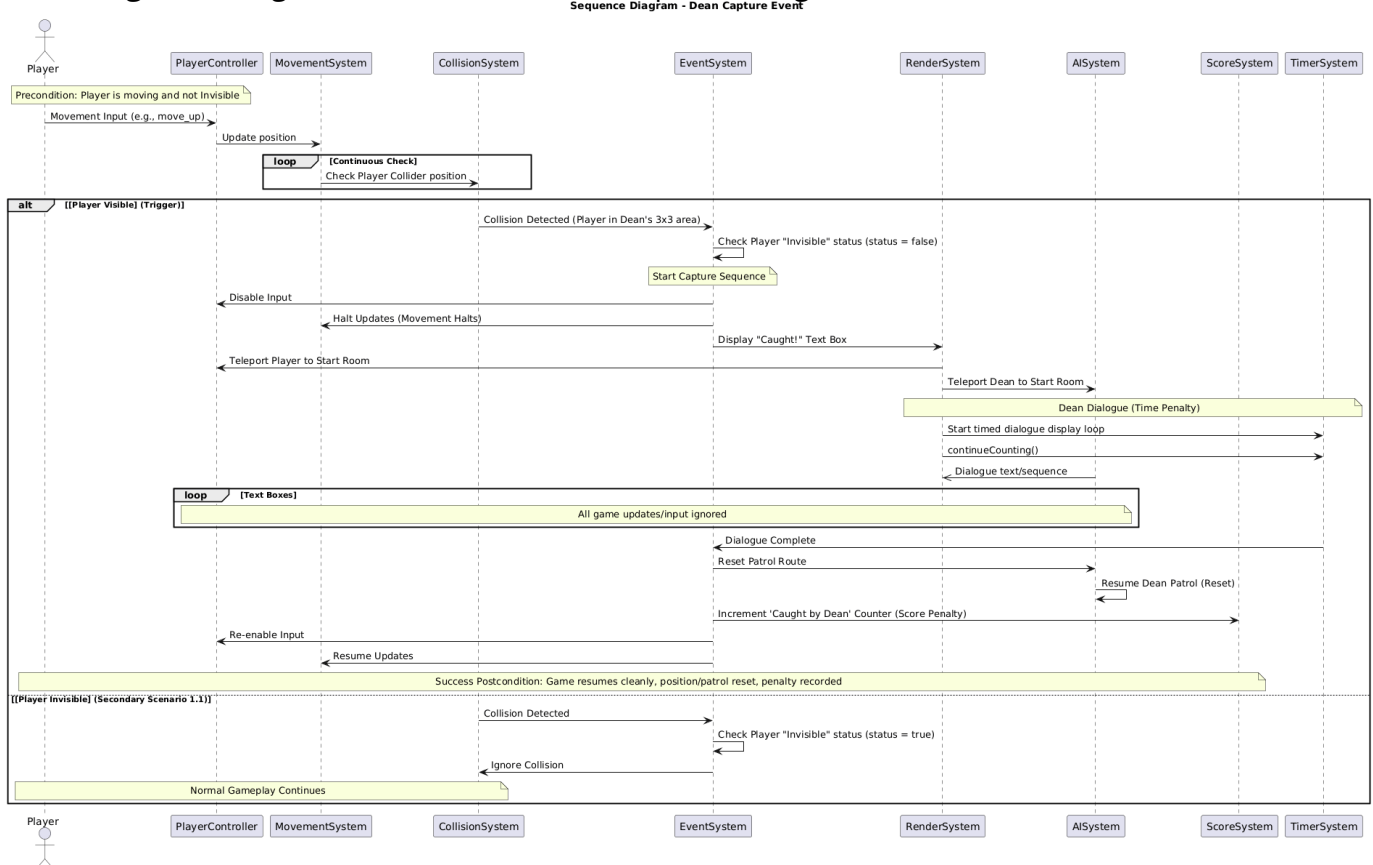 Sequence Diagram - Dean Capture Event
Player
PlayerController
MovementSystem
CollisionSystem
EventSystem
RenderSystem
AISystem
ScoreSystem
TimerSystem
Precondition: Player is moving and not Invisible
Movement Input (e.g., move_up)
Update position
loop [Continuous Check]
Check Player Collider position
alt [[Player Visible] (Trigger)]
Collision Detected (Player in Dean's 3x3 area)
Check Player "Invisible" status (status = false)
Start Capture Sequence
Disable Input
Halt Updates (Movement Halts)
Display "Caught!" Text Box
Teleport Player to Start Room
Teleport Dean to Start Room
Dean Dialogue (Time Penalty)
Start timed dialogue display loop
continueCounting()
Dialogue text/sequence
loop [Text Boxes]
All game updates/input ignored
Dialogue Complete
Reset Patrol Route
Resume Dean Patrol (Reset)
Increment 'Caught by Dean' Counter (Score Penalty)
Re-enable Input
Resume Updates
Success Postcondition: Game resumes cleanly, position/patrol reset, penalty recorded
[[Player Invisible] (Secondary Scenario 1.1)]
Collision Detected
Check Player "Invisible" status (status = true)
Ignore Collision
Normal Gameplay Continues
Player
PlayerController
MovementSystem
CollisionSystem
EventSystem
RenderSystem
AISystem
ScoreSystem
TimerSystem